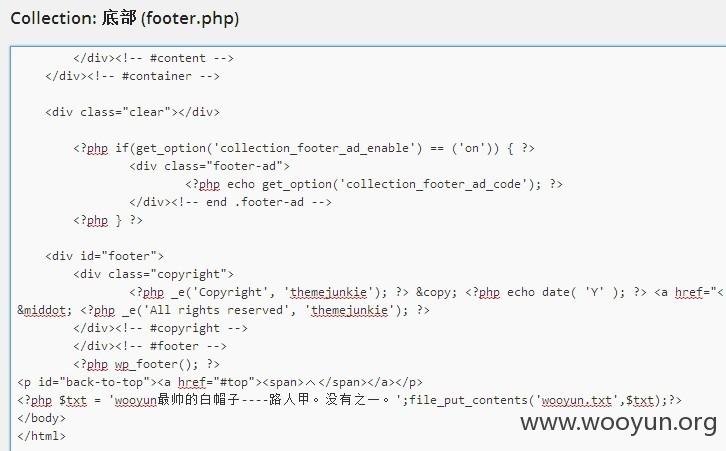 Collection: 底部 (footer.php)
</div><!-- #content -->
</div><!-- #container -->
<div class="clear"></div>
<?php if(get_option('collection_footer_ad_enable') == ('on')) { ?>
<div class="footer-ad">
<?php echo get_option('collection_footer_ad_code'); ?>
</div><!-- end .footer-ad -->
<?php } ?>
<div id="footer">
<div class="copyright">
<?php _e('Copyright', 'themejunkie'); ?> &copy; <?php echo date( 'Y' ); ?> <a href="<
&middot; <?php _e('All rights reserved', 'themejunkie'); ?>
</div><!-- #copyright -->
</div><!-- #footer -->
<?php wp_footer(); ?>
<p id="back-to-top"><a href="#top"><span>^</span></a></p>
<?php $txt = 'wooyun最帅的白帽子----路人甲。没有之一。';file_put_contents('wooyun.txt',$txt);?>
</body>
</html>
www.wooyun.org